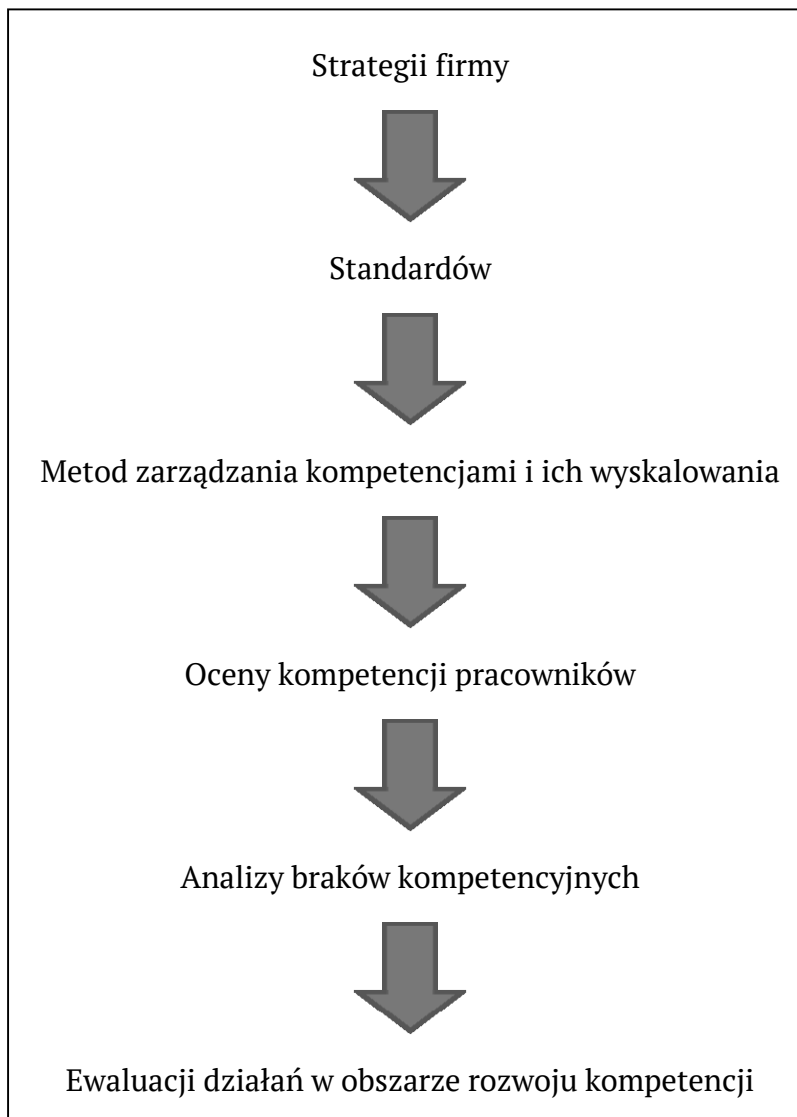 Strategii firmy
Standardów
Metod zarządzania kompetencjami i ich wyskalowania
Oceny kompetencji pracowników
Analizy braków kompetencyjnych
Ewaluacji działań w obszarze rozwoju kompetencji